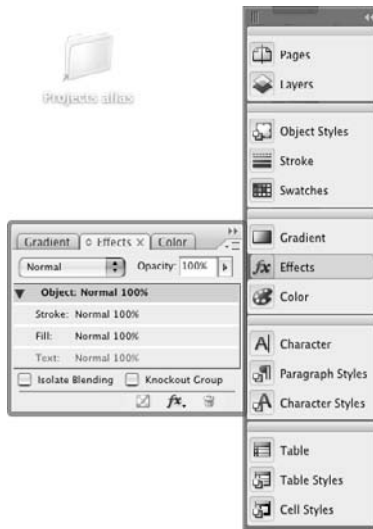 Projects alias
Gradient
Effects
Color
Normal
Opacity: 100%
Object: Normal 100%
Stroke: Normal 100%
Fill: Normal 100%
Text: Normal 100%
Isolate Blending
Knockout Group
fx.
Pages
Layers
Object Styles
Stroke
Swatches
Gradient
fx Effects
Color
A Character
Paragraph Styles
Character Styles
Table
Table Styles
Cell Styles